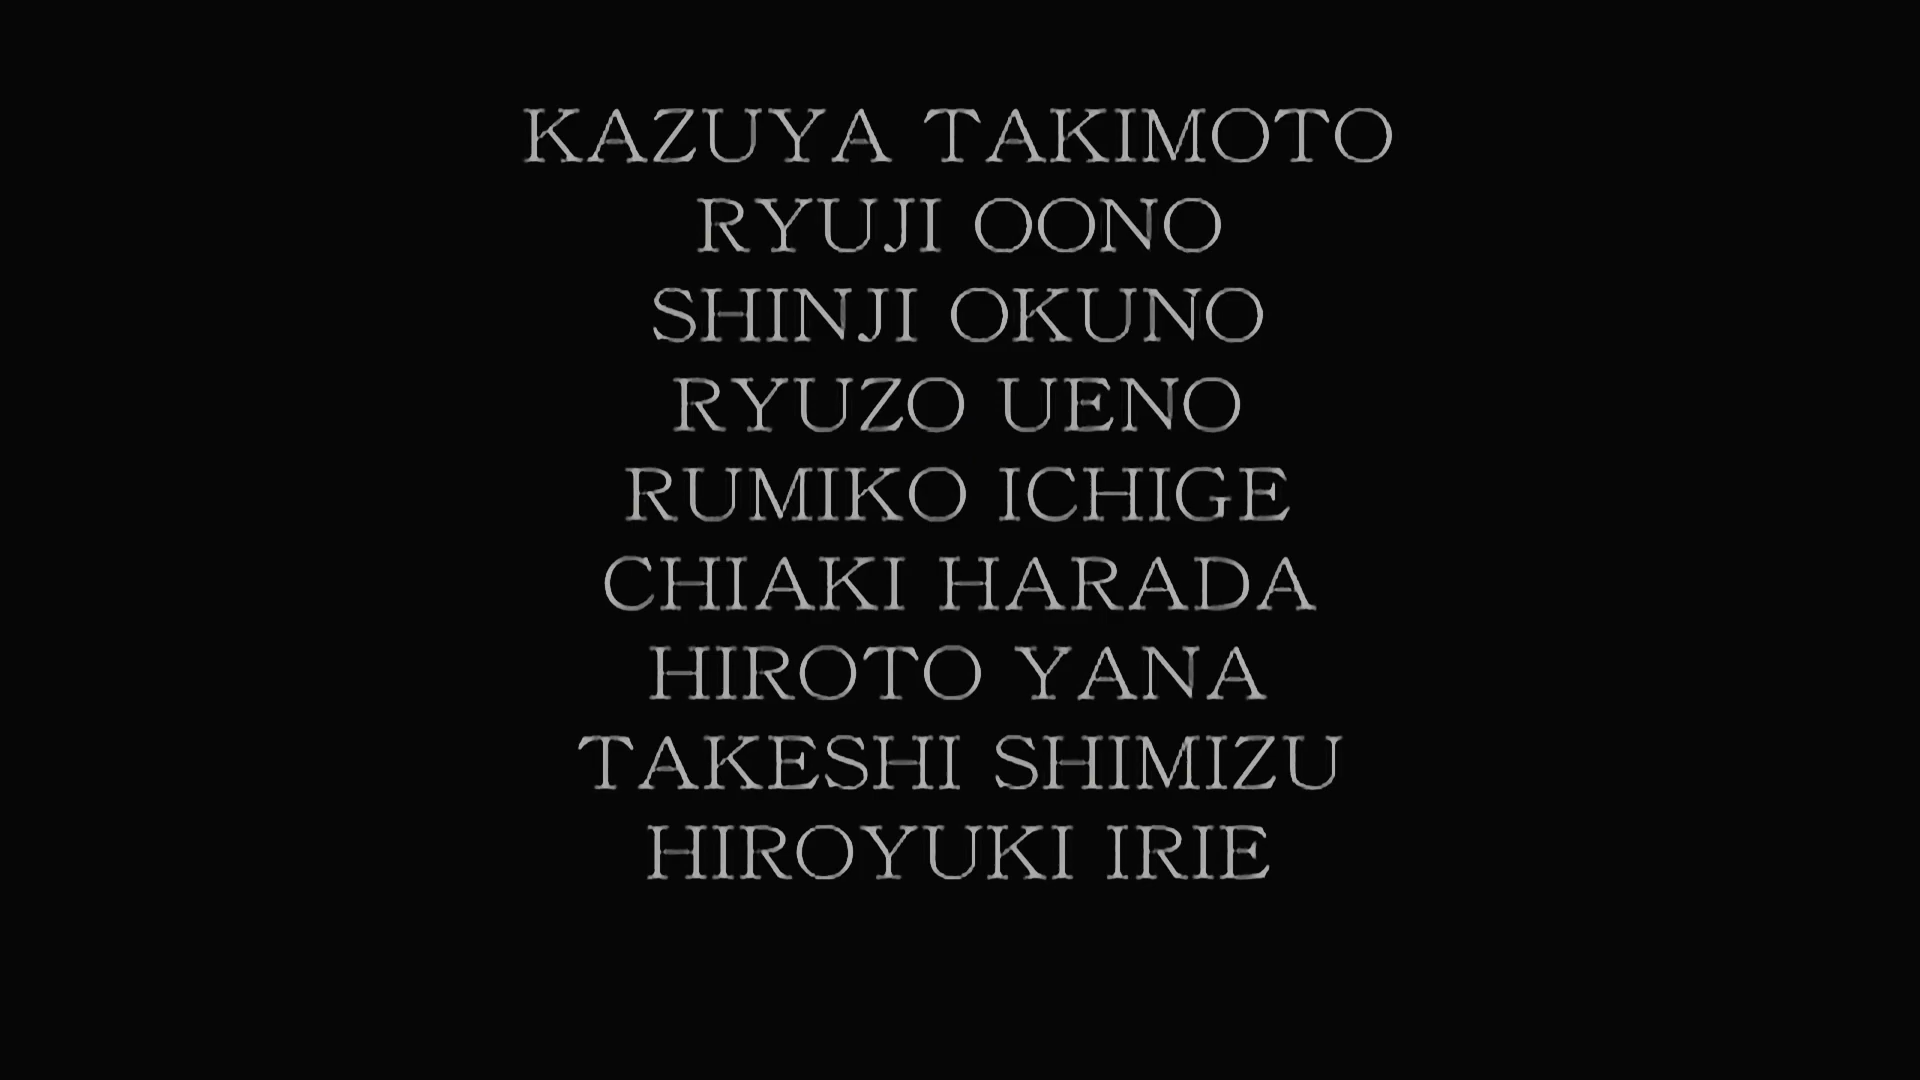 KAZUYA TAKIMOTO
RYUJI OONO
SHINJI OKUNO
RYUZO UENO
RUMIKO ICHIGE
CHIAKI HARADA
HIROTO YANA
TAKESHI SHIMIZU
HIROYUKI IRIE